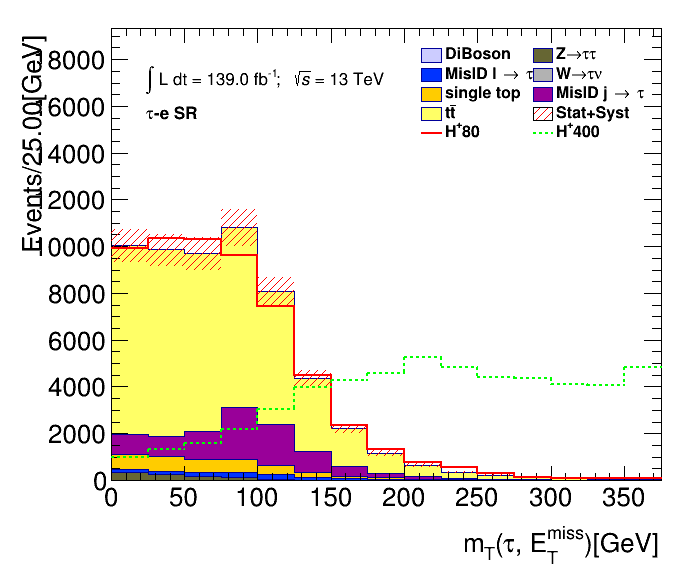 Events/25.00[GeV]
8000
6000
4000
2000
0000
8000
6000
4000
2000
0
0 50 100 150 200 250 300 350
m_T(τ, E_T^miss)[GeV]
∫ L dt = 139.0 fb⁻¹; √s = 13 TeV
τ-e SR
DiBoson
MisID l → τ
single top
tt̄
H⁺80
Z→ττ
W→τν
MisID j → τ
Stat+Syst
H⁺400